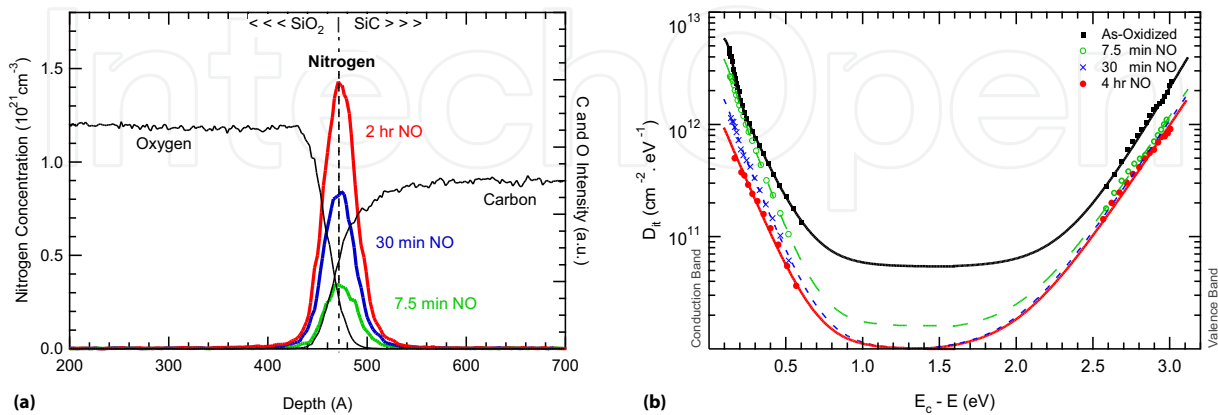 <<< SiO2 SiC >>>
Nitrogen
2 hr NO
30 min NO
7.5 min NO
Oxygen
Carbon
Nitrogen Concentration (10^21 cm^-3)
C and O Intensity (a.u.)
1.5
1.0
0.5
0.0
200 300 400 500 600 700
Depth (A)
(a)
As-Oxidized
7.5 min NO
30 min NO
4 hr NO
10^13
10^12
10^11
Dit (cm^-2 . eV^-1)
Conduction Band
Valence Band
0.5 1.0 1.5 2.0 2.5 3.0
Ec - E (eV)
(b)
IntechOpen